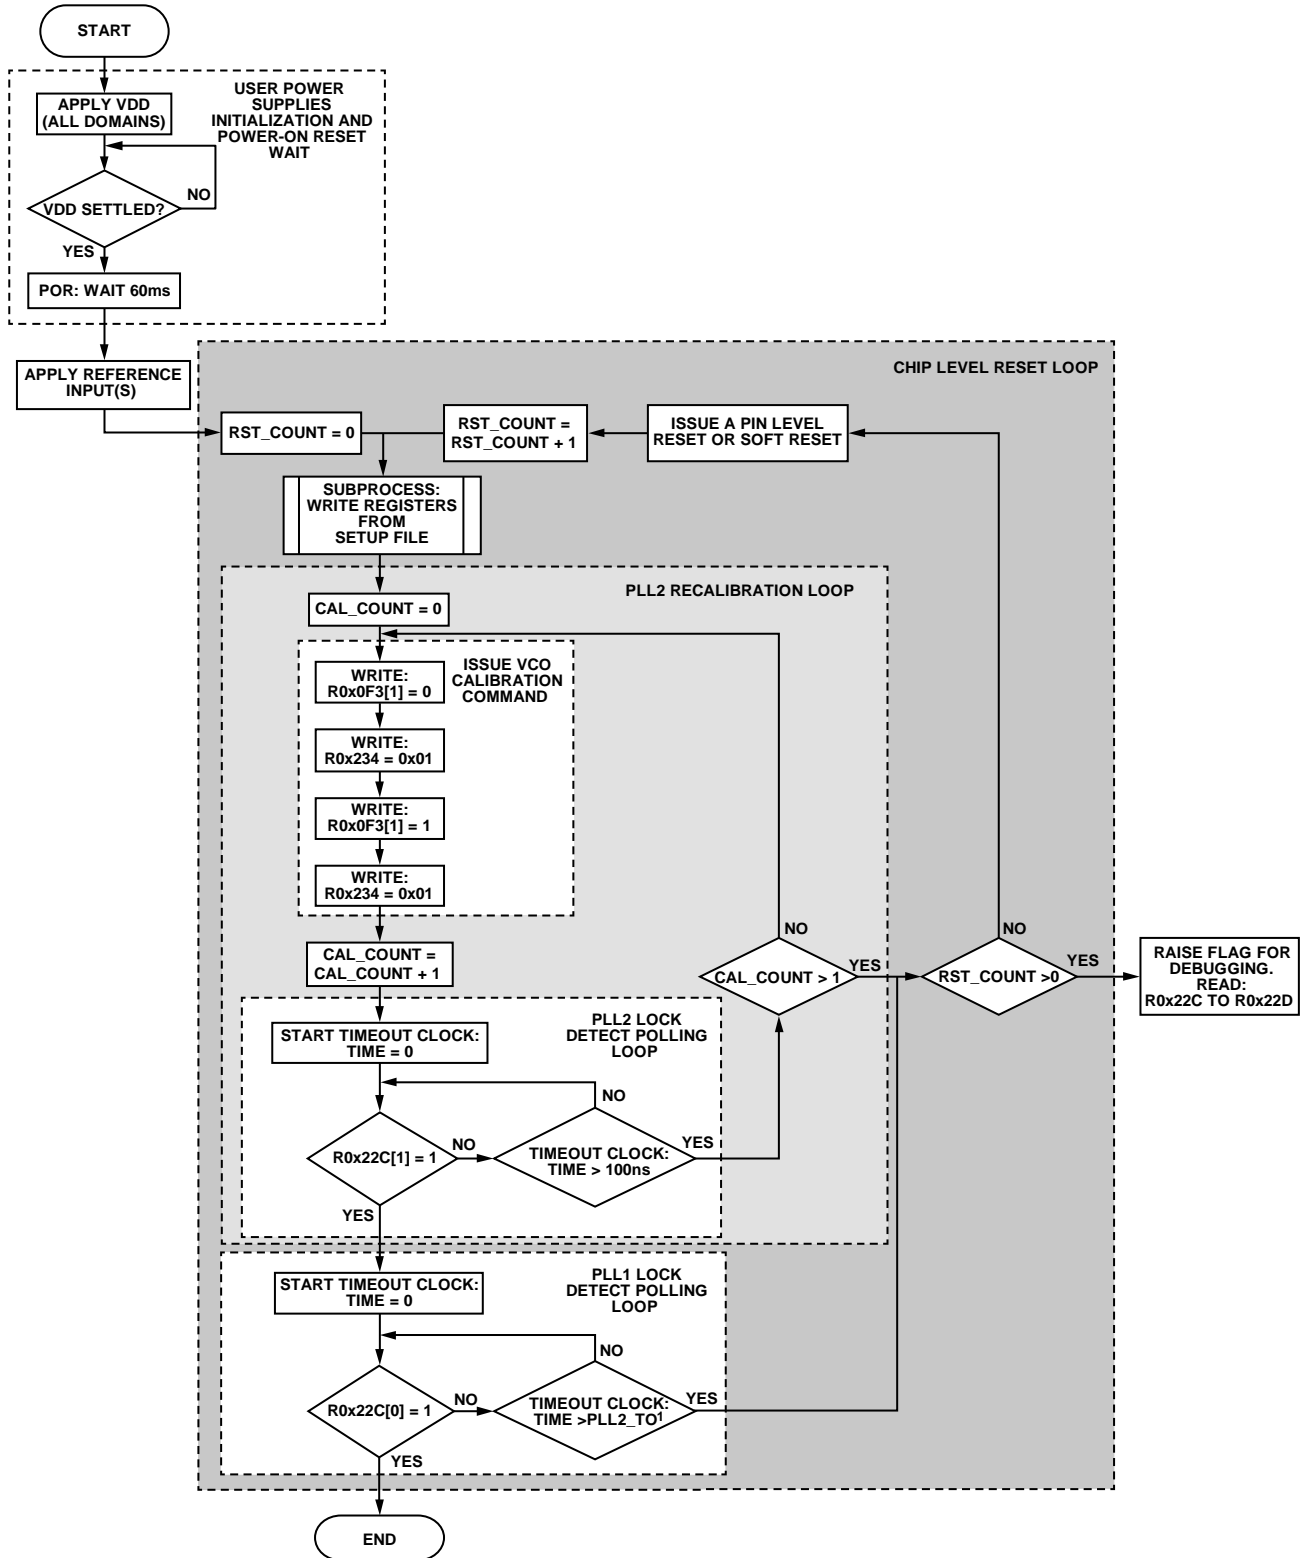 START
USER POWER
SUPPLIES
INITIALIZATION AND
POWER-ON RESET
WAIT
APPLY VDD
(ALL DOMAINS)
NO
VDD SETTLED?
YES
POR: WAIT 60ms
APPLY REFERENCE
INPUT(S)
CHIP LEVEL RESET LOOP
RST_COUNT = 0
RST_COUNT =
RST_COUNT + 1
ISSUE A PIN LEVEL
RESET OR SOFT RESET
SUBPROCESS:
WRITE REGISTERS
FROM
SETUP FILE
PLL2 RECALIBRATION LOOP
CAL_COUNT = 0
ISSUE VCO
CALIBRATION
COMMAND
WRITE:
R0x0F3[1] = 0
WRITE:
R0x234 = 0x01
WRITE:
R0x0F3[1] = 1
WRITE:
R0x234 = 0x01
CAL_COUNT =
CAL_COUNT + 1
NO
CAL_COUNT > 1
YES
NO
RST_COUNT >0
YES
RAISE FLAG FOR
DEBUGGING.
READ:
R0x22C TO R0x22D
PLL2 LOCK
DETECT POLLING
LOOP
START TIMEOUT CLOCK:
TIME = 0
NO
R0x22C[1] = 1
NO
TIMEOUT CLOCK:
TIME > 100ns
YES
YES
PLL1 LOCK
DETECT POLLING
LOOP
START TIMEOUT CLOCK:
TIME = 0
NO
R0x22C[0] = 1
NO
TIMEOUT CLOCK:
TIME >PLL2_TO1
YES
YES
END